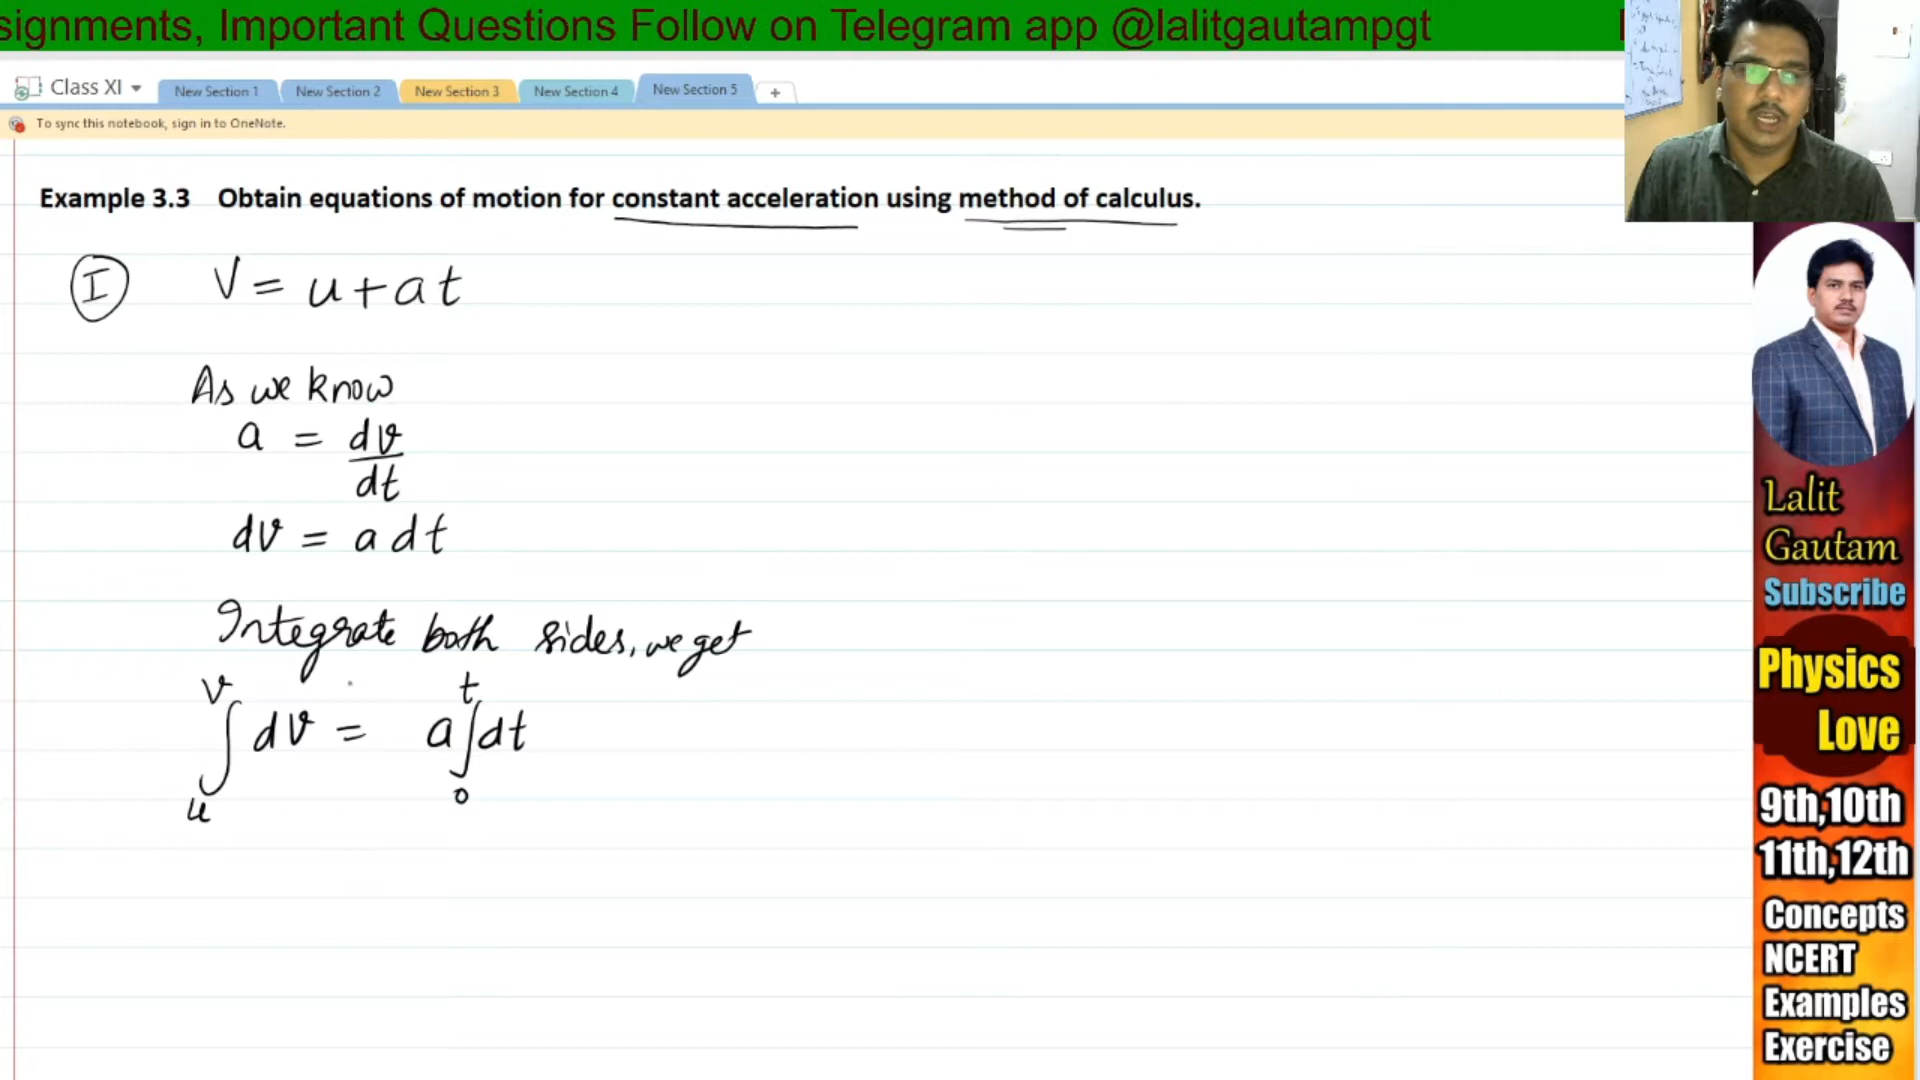 signments, Important Questions Follow on Telegram app @lalitgautampgt
Class XI
New Section 1
New Section 2
New Section 3
New Section 4
New Section 5
+
To sync this notebook, sign in to OneNote.
Example 3.3 Obtain equations of motion for constant acceleration using method of calculus.
I V = u + a t
As we know
a = dv/dt
dv = a dt
Integrate both sides, we get
∫_u^v dv = a ∫_0^t dt
Lalit
Gautam
Subscribe
Physics
Love
9th,10th
11th,12th
Concepts
NCERT
Examples
Exercise